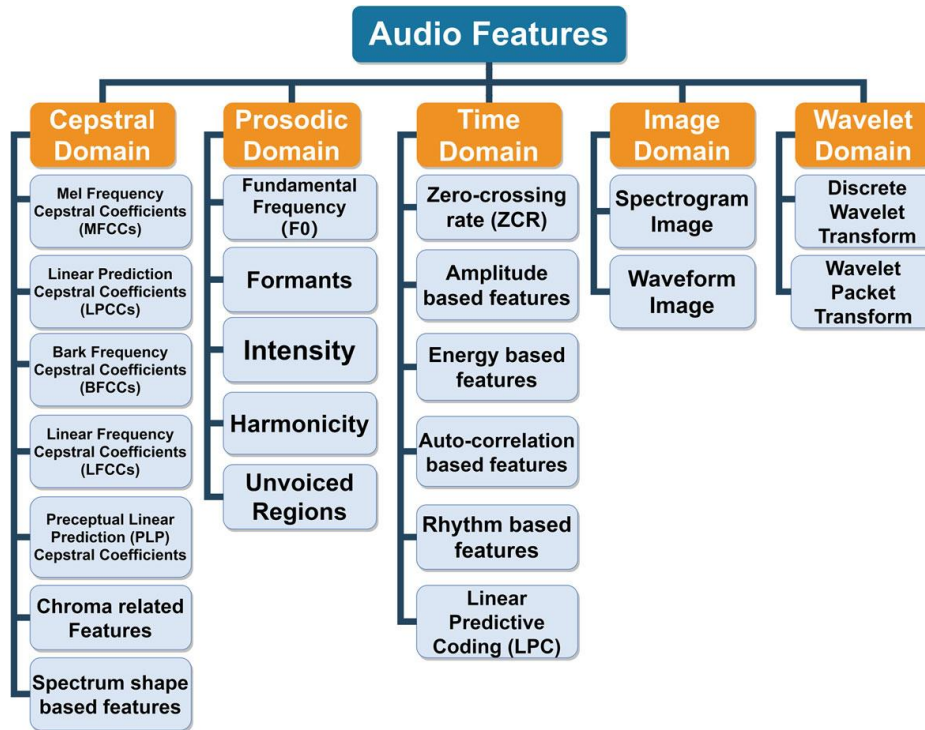 Audio Features
Cepstral
Domain
Mel Frequency
Cepstral Coefficients
(MFCCs)
Linear Prediction
Cepstral Coefficients
(LPCCs)
Bark Frequency
Cepstral Coefficients
(BFCCs)
Linear Frequency
Cepstral Coefficients
(LFCCs)
Preceptual Linear
Prediction (PLP)
Cepstral Coefficients
Chroma related
Features
Spectrum shape
based features
Prosodic
Domain
Fundamental
Frequency
(F0)
Formants
Intensity
Harmonicity
Unvoiced
Regions
Time
Domain
Zero-crossing
rate (ZCR)
Amplitude
based features
Energy based
features
Auto-correlation
based features
Rhythm based
features
Linear
Predictive
Coding (LPC)
Image
Domain
Spectrogram
Image
Waveform
Image
Wavelet
Domain
Discrete
Wavelet
Transform
Wavelet
Packet
Transform